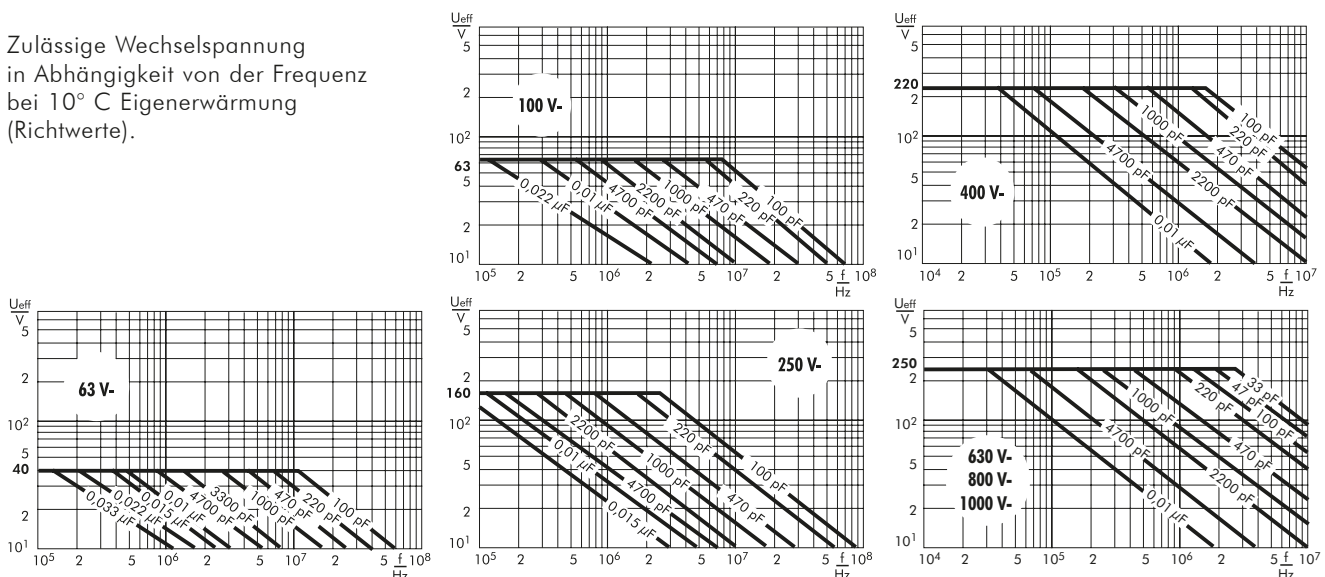 Zulässige Wechselspannung
in Abhängigkeit von der Frequenz
bei 10° C Eigenerwärmung
(Richtwerte).
Ueff
V
5
2
10²
63
5
2
10¹
100 V-
0,022 µF
0,01 µF
4700 pF
2200 pF
1000 pF
470 pF
220 pF
100 pF
10⁵ 2 5 10⁶ 2 5 10⁷ 2 5 f/Hz 10⁸
Ueff
V
5
220
2
10²
5
2
10¹
400 V-
100 pF
220 pF
470 pF
1000 pF
2200 pF
4700 pF
0,01 µF
10⁴ 2 5 10⁵ 2 5 10⁶ 2 5 f/Hz 10⁷
Ueff
V
5
2
10²
5
40
2
10¹
63 V-
0,033 µF
0,022 µF
0,015 µF
0,01 µF
4700 pF
3300 pF
1000 pF
470 pF
220 pF
100 pF
10⁵ 2 5 10⁶ 2 5 10⁷ 2 5 f/Hz 10⁸
Ueff
V
5
2
160
10²
5
2
10¹
250 V-
2200 pF
0,01 µF
4700 pF
0,015 µF
1000 pF
470 pF
220 pF
100 pF
10⁵ 2 5 10⁶ 2 5 10⁷ 2 5 f/Hz 10⁸
Ueff
V
5
250
2
10²
5
2
10¹
630 V-
800 V-
1000 V-
33 pF
47 pF
100 pF
220 pF
470 pF
1000 pF
2200 pF
4700 pF
0,01 µF
10⁴ 2 5 10⁵ 2 5 10⁶ 2 5 f/Hz 10⁷